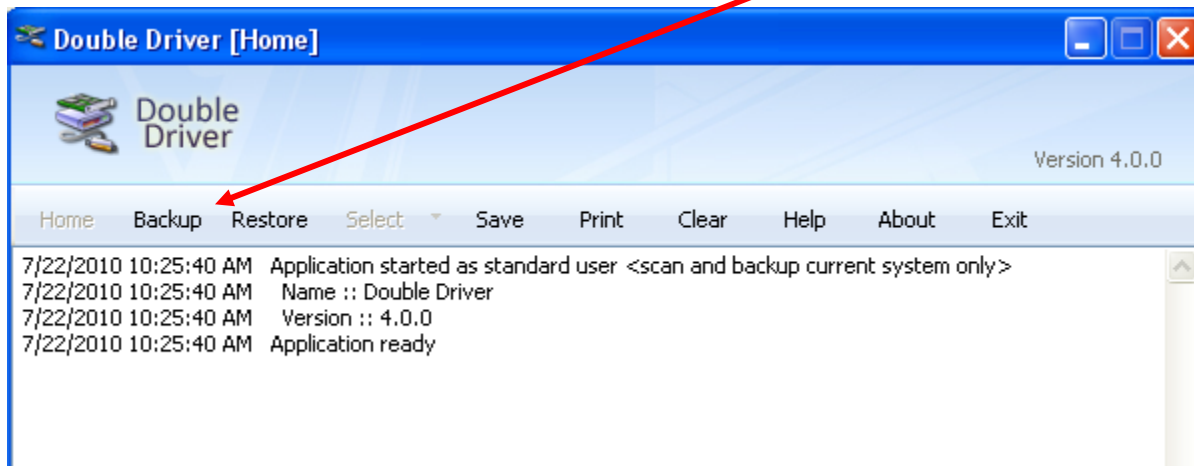 Double Driver [Home]
Double
Driver
Version 4.0.0
Home Backup Restore Select Save Print Clear Help About Exit
7/22/2010 10:25:40 AM Application started as standard user <scan and backup current system only>
7/22/2010 10:25:40 AM Name :: Double Driver
7/22/2010 10:25:40 AM Version :: 4.0.0
7/22/2010 10:25:40 AM Application ready